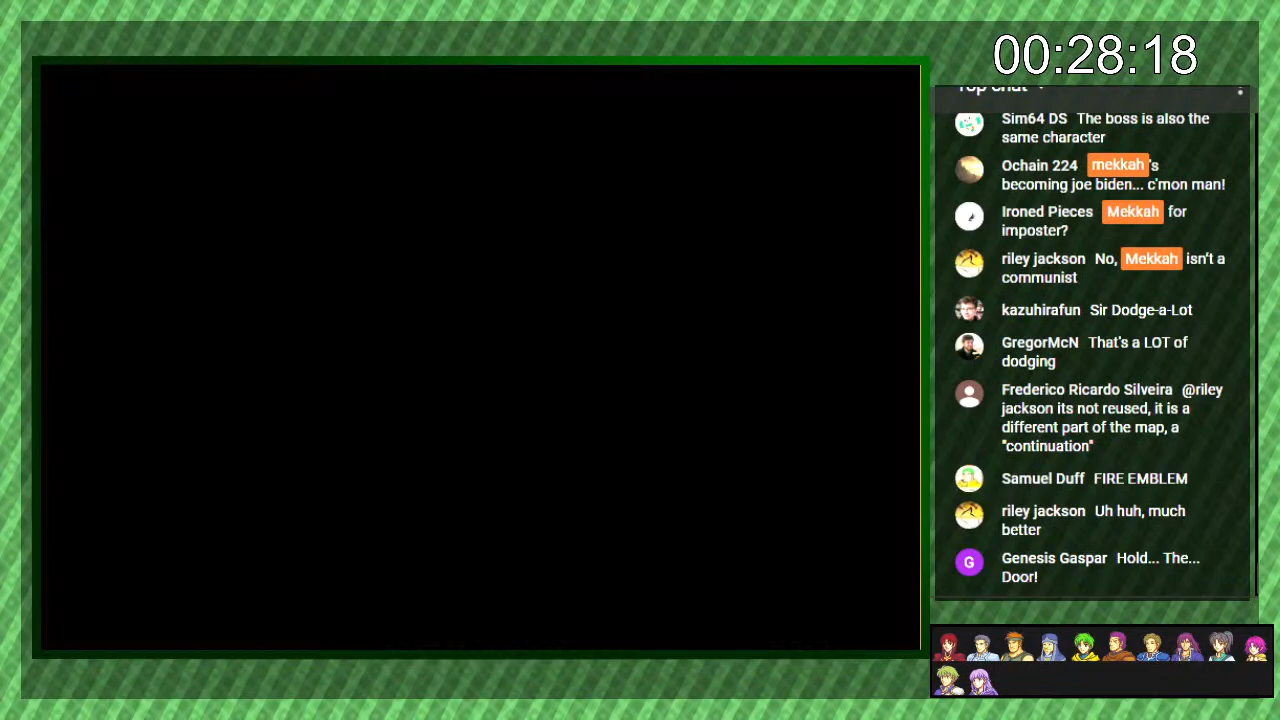 00:28:18
Top chat
Sim64 DS The boss is also the
same character
Ochain 224 mekkah's
becoming joe biden... c'mon man!
Ironed Pieces Mekkah for
imposter?
riley jackson No, Mekkah isn't a
communist
kazuhirafun Sir Dodge-a-Lot
GregorMcN That's a LOT of
dodging
Frederico Ricardo Silveira @riley
jackson its not reused, it is a
different part of the map, a
"continuation"
Samuel Duff FIRE EMBLEM
riley jackson Uh huh, much
better
G
Genesis Gaspar Hold... The...
Door!